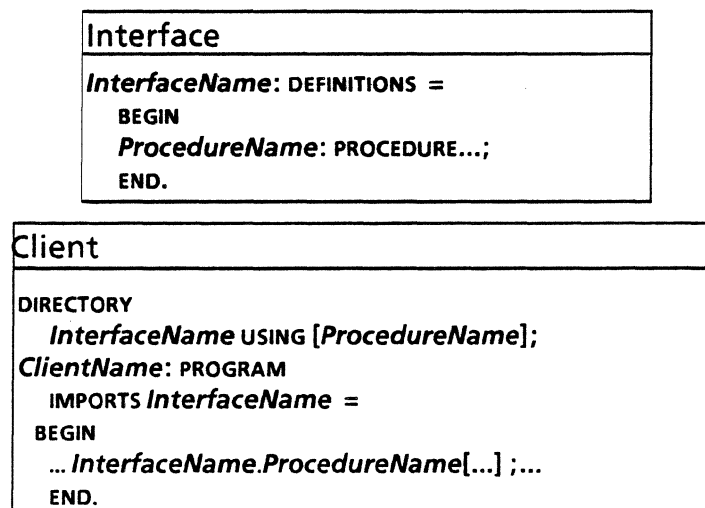 Interface
InterfaceName: DEFINITIONS =
BEGIN
ProcedureName: PROCEDURE...;
END.
Client
DIRECTORY
InterfaceName USING [ProcedureName];
ClientName: PROGRAM
IMPORTS InterfaceName =
BEGIN
... InterfaceName.ProcedureName[...] ;...
END.